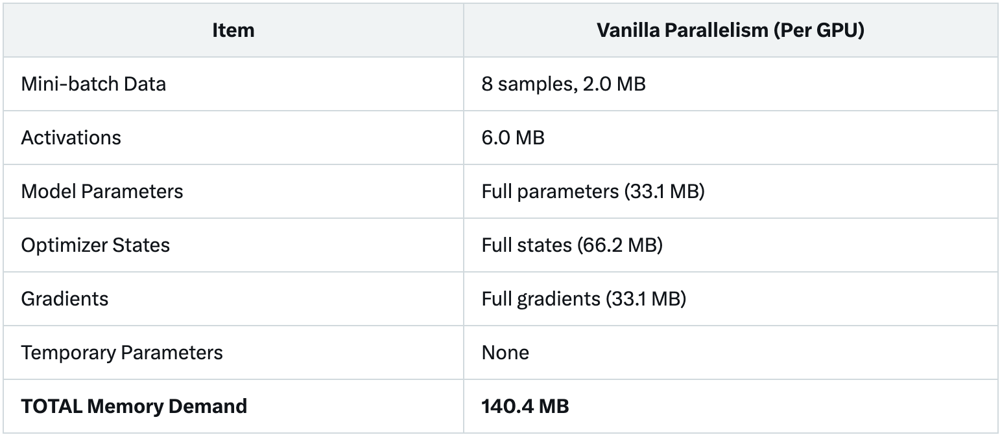 Item Vanilla Parallelism (Per GPU)
Mini-batch Data 8 samples, 2.0 MB
Activations 6.0 MB
Model Parameters Full parameters (33.1 MB)
Optimizer States Full states (66.2 MB)
Gradients Full gradients (33.1 MB)
Temporary Parameters None
TOTAL Memory Demand 140.4 MB